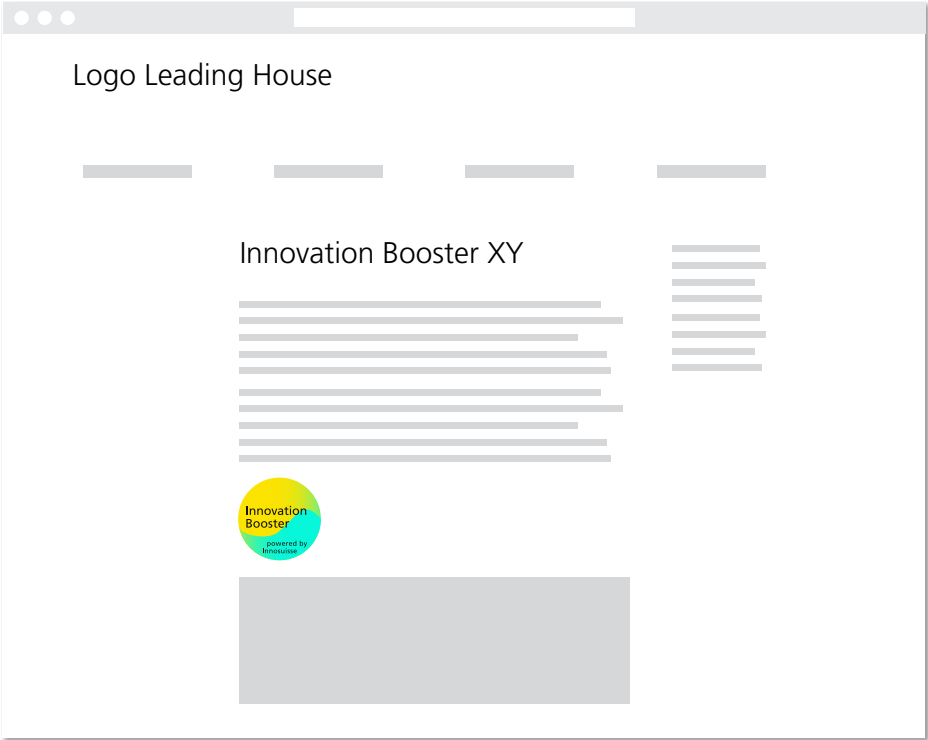 Logo Leading House
Innovation Booster XY
Innovation
Booster
powered by
Innosuisse